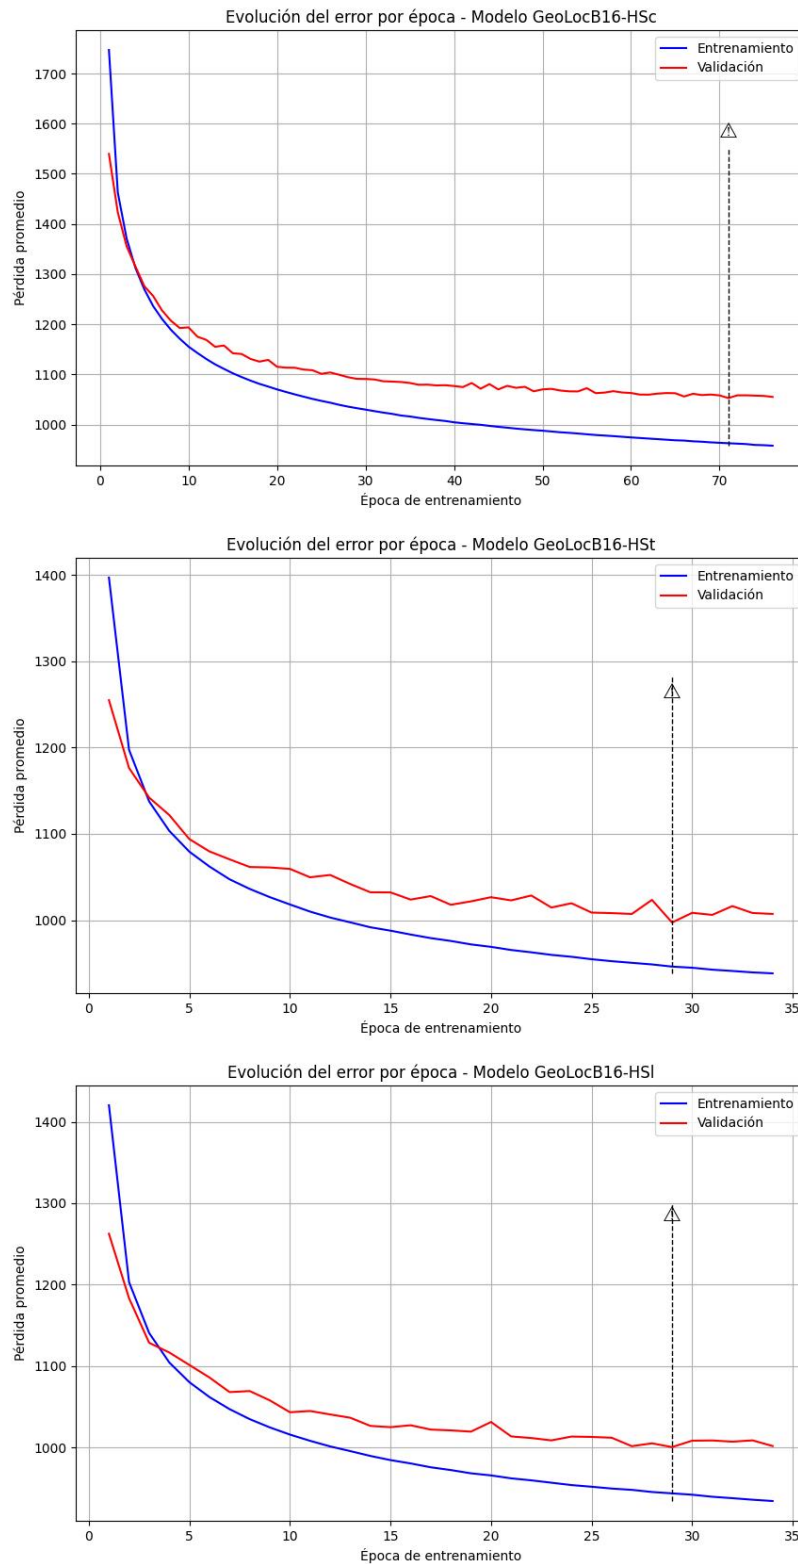 Evolución del error por época - Modelo GeoLocB16-HSc
Entrenamiento
Validación
Pérdida promedio
1700
1600
1500
1400
1300
1200
1100
1000
0 10 20 30 40 50 60 70
Época de entrenamiento
Evolución del error por época - Modelo GeoLocB16-HSt
Entrenamiento
Validación
Pérdida promedio
1400
1300
1200
1100
1000
0 5 10 15 20 25 30 35
Época de entrenamiento
Evolución del error por época - Modelo GeoLocB16-HSl
Entrenamiento
Validación
Pérdida promedio
1400
1300
1200
1100
1000
0 5 10 15 20 25 30 35
Época de entrenamiento